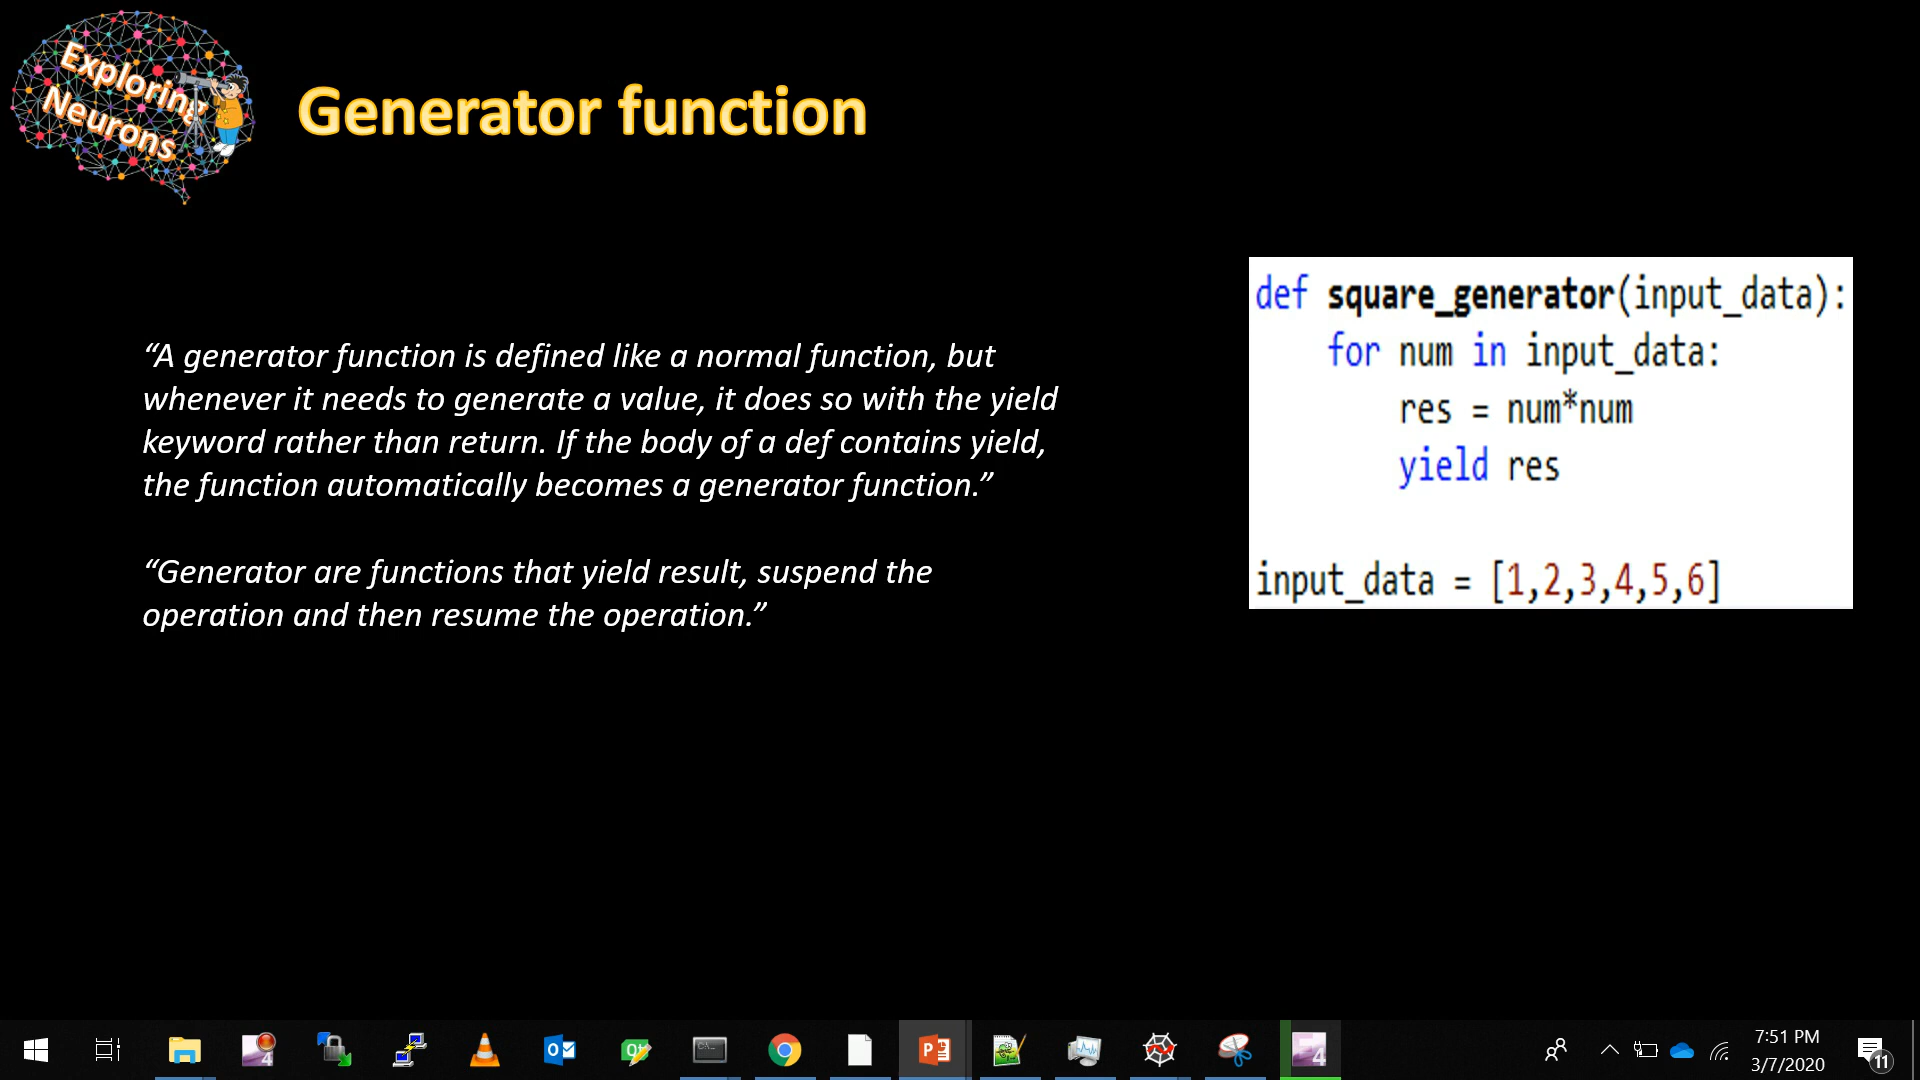 Exploring
Neurons
Generator function
“A generator function is defined like a normal function, but
whenever it needs to generate a value, it does so with the yield
keyword rather than return. If the body of a def contains yield,
the function automatically becomes a generator function.”
“Generator are functions that yield result, suspend the
operation and then resume the operation.”
def square_generator(input_data):
    for num in input_data:
        res = num*num
        yield res
input_data = [1,2,3,4,5,6]
7:51 PM
3/7/2020
11